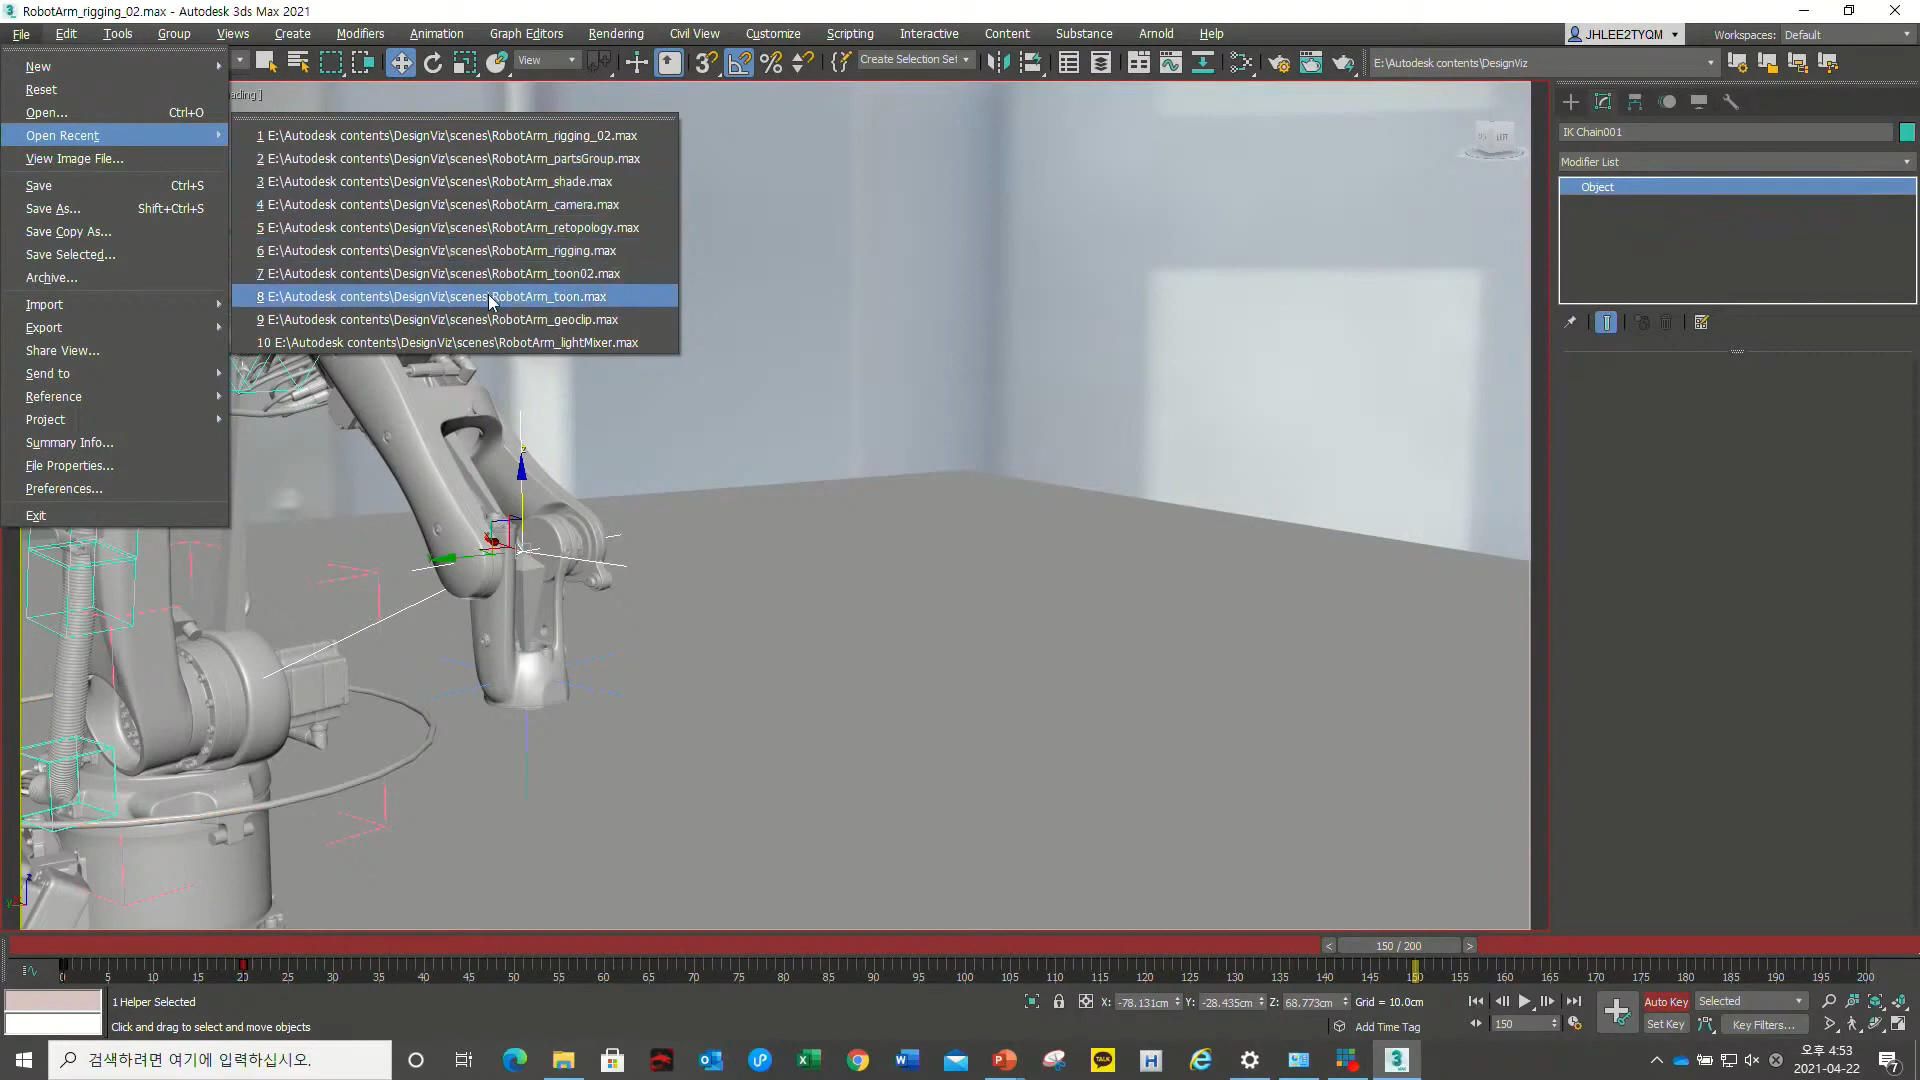 RobotArm_rigging_02.max - Autodesk 3ds Max 2021
File Edit Tools Group Views Create Modifiers Animation Graph Editors Rendering Civil View Customize Scripting Interactive Content Substance Arnold Help
JHLEE2TYQM
Workspaces: Default
View
Create Selection Set
E:\Autodesk contents\DesignViz
New
Reset
Open... Ctrl+O
Open Recent
View Image File...
Save Ctrl+S
Save As... Shift+Ctrl+S
Save Copy As...
Save Selected...
Archive...
Import
Export
Share View...
Send to
Reference
Project
Summary Info...
File Properties...
Preferences...
Exit
ading ]
1 E:\Autodesk contents\DesignViz\scenes\RobotArm_rigging_02.max
2 E:\Autodesk contents\DesignViz\scenes\RobotArm_partsGroup.max
3 E:\Autodesk contents\DesignViz\scenes\RobotArm_shade.max
4 E:\Autodesk contents\DesignViz\scenes\RobotArm_camera.max
5 E:\Autodesk contents\DesignViz\scenes\RobotArm_retopology.max
6 E:\Autodesk contents\DesignViz\scenes\RobotArm_rigging.max
7 E:\Autodesk contents\DesignViz\scenes\RobotArm_toon02.max
8 E:\Autodesk contents\DesignViz\scenes\RobotArm_toon.max
9 E:\Autodesk contents\DesignViz\scenes\RobotArm_geoclip.max
10 E:\Autodesk contents\DesignViz\scenes\RobotArm_lightMixer.max
IK Chain001
Modifier List
Object
< 150 / 200 >
0 5 10 15 20 25 30 35 40 45 50 55 60 65 70 75 80 85 90 95 100 105 110 115 120 125 130 135 140 145 150 155 160 165 170 175 180 185 190 195 200
1 Helper Selected
Click and drag to select and move objects
X: -78.131cm Y: -28.435cm Z: 68.773cm Grid = 10.0cm
Add Time Tag
150
Auto Key Selected
Set Key Key Filters...
검색하려면 여기에 입력하십시오.
TALK
오후 4:53
2021-04-22
7